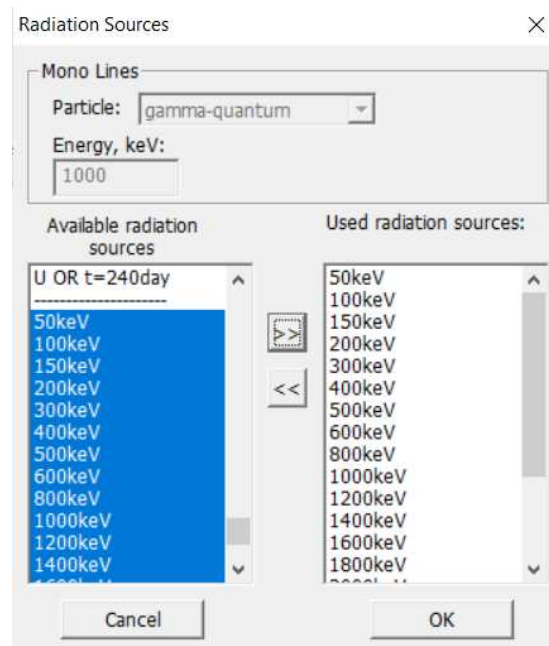 Radiation Sources
Mono Lines
Particle: gamma-quantum
Energy, keV:
1000
Available radiation
sources
U OR t=240day
--------------------
50keV
100keV
150keV
200keV
300keV
400keV
500keV
600keV
800keV
1000keV
1200keV
1400keV
>>
<<
Used radiation sources:
50keV
100keV
150keV
200keV
300keV
400keV
500keV
600keV
800keV
1000keV
1200keV
1400keV
1600keV
1800keV
Cancel
OK